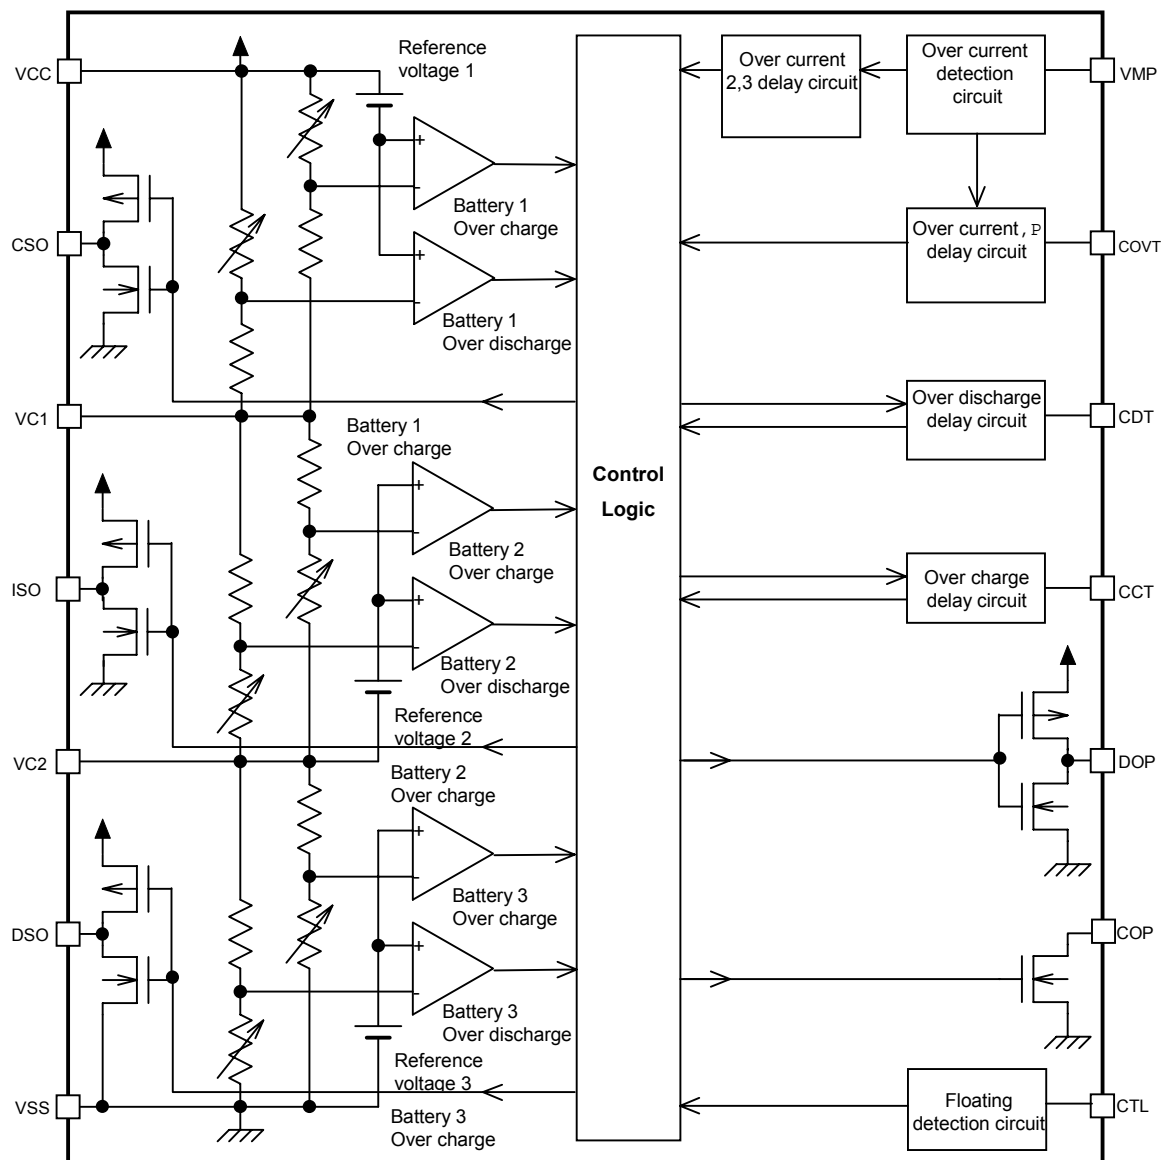 Reference
voltage 1
VCC
+
-
Battery 1
Over charge
CSO
+
-
Battery 1
Over discharge
VC1
Battery 1
Over charge
+
-
Battery 2
Over charge
ISO
+
-
Battery 2
Over discharge
Reference
voltage 2
VC2
Battery 2
Over charge
+
-
Battery 3
Over charge
DSO
+
-
Battery 3
Over discharge
Reference
voltage 3
VSS
Battery 3
Over charge
Control
Logic
Over current
2,3 delay circuit
Over current
detection
circuit
VMP
Over current, P
delay circuit
COVT
Over discharge
delay circuit
CDT
Over charge
delay circuit
CCT
DOP
COP
Floating
detection circuit
CTL